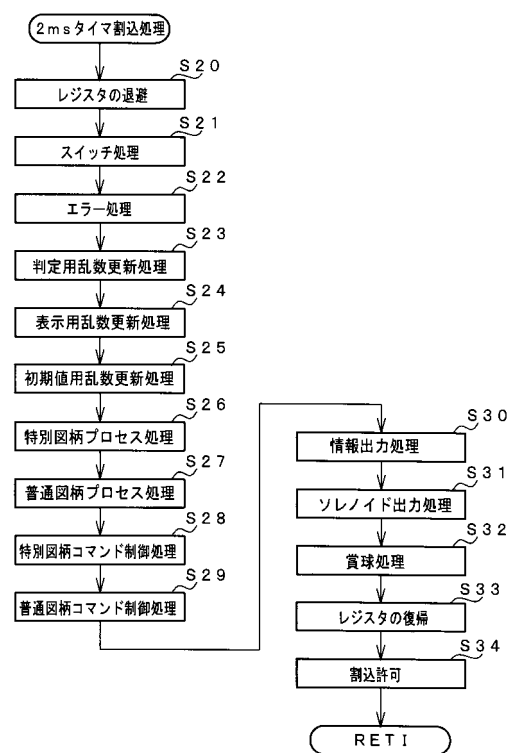 2msタイマ割込処理
S20
レジスタの退避
S21
スイッチ処理
S22
エラー処理
S23
判定用乱数更新処理
S24
表示用乱数更新処理
S25
初期値用乱数更新処理
S26
特別図柄プロセス処理
S27
普通図柄プロセス処理
S28
特別図柄コマンド制御処理
S29
普通図柄コマンド制御処理
S30
情報出力処理
S31
ソレノイド出力処理
S32
賞球処理
S33
レジスタの復帰
S34
割込許可
RETI